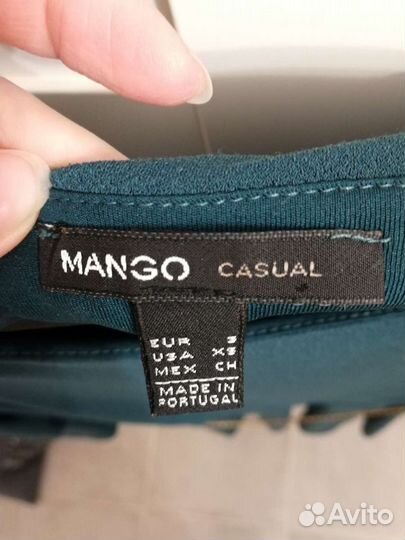 MANGO CASUAL
EUR S
USA XS
MEX CH
MADE IN
PORTUGAL
Avito